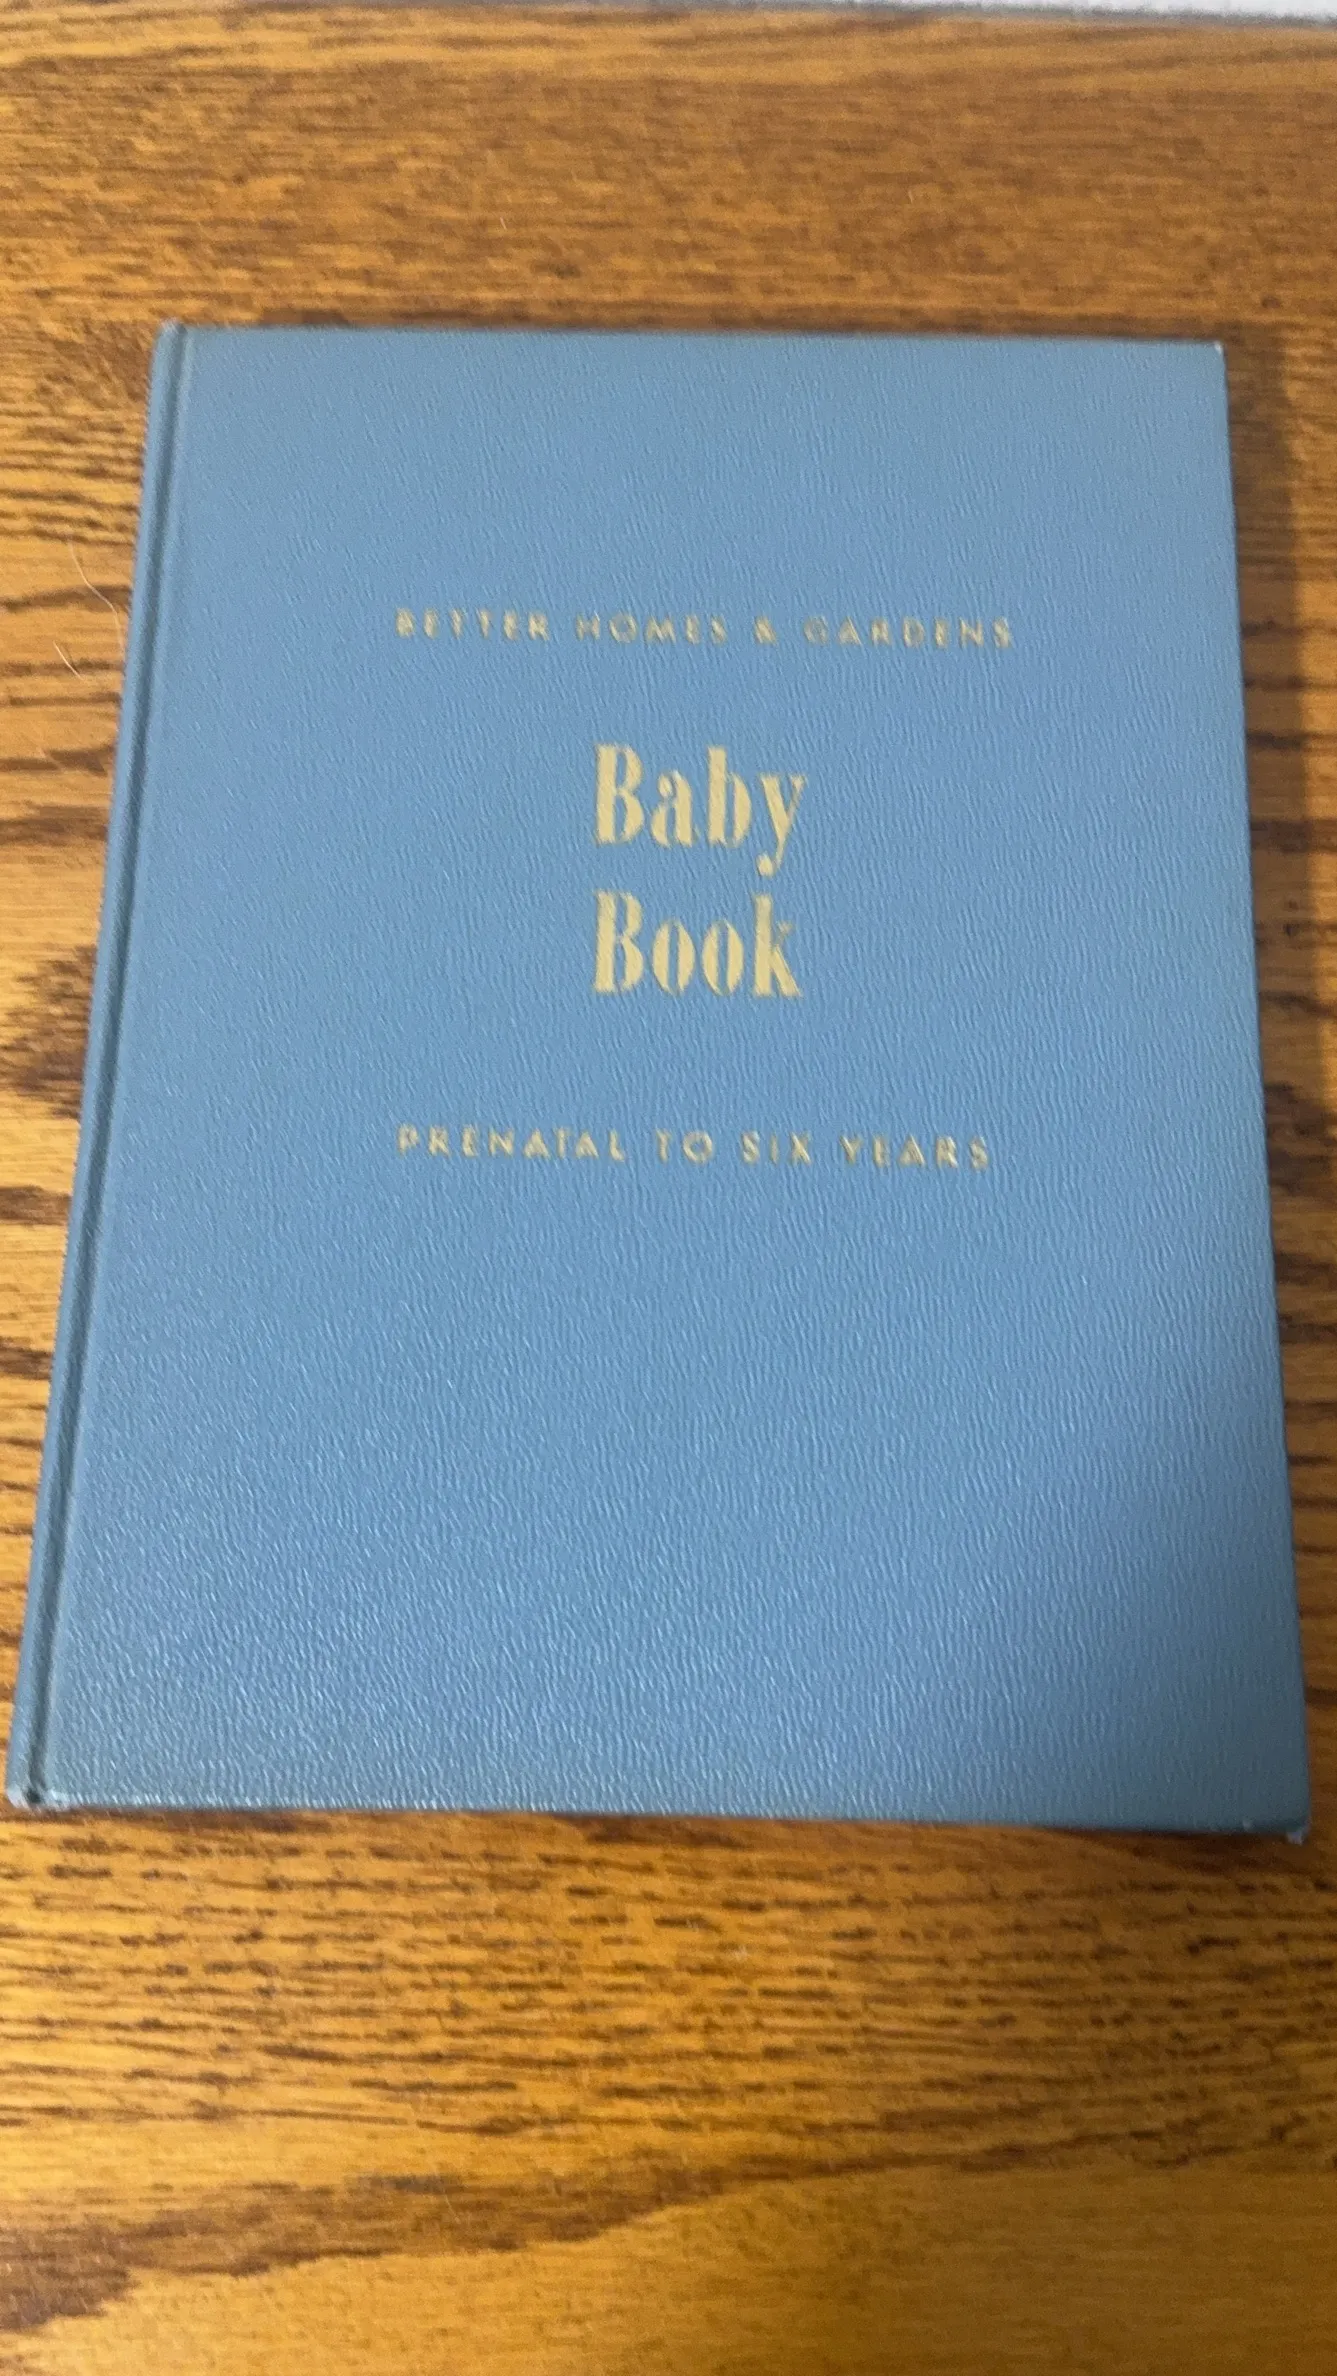 BETTER HOMES & GARDENS
Baby
Book
PRENATAL TO SIX YEARS